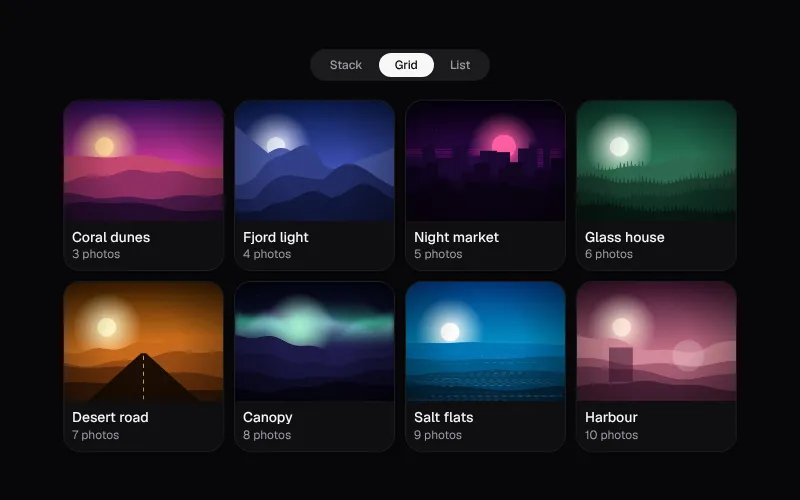 Stack Grid List
Coral dunes
3 photos
Fjord light
4 photos
Night market
5 photos
Glass house
6 photos
Desert road
7 photos
Canopy
8 photos
Salt flats
9 photos
Harbour
10 photos